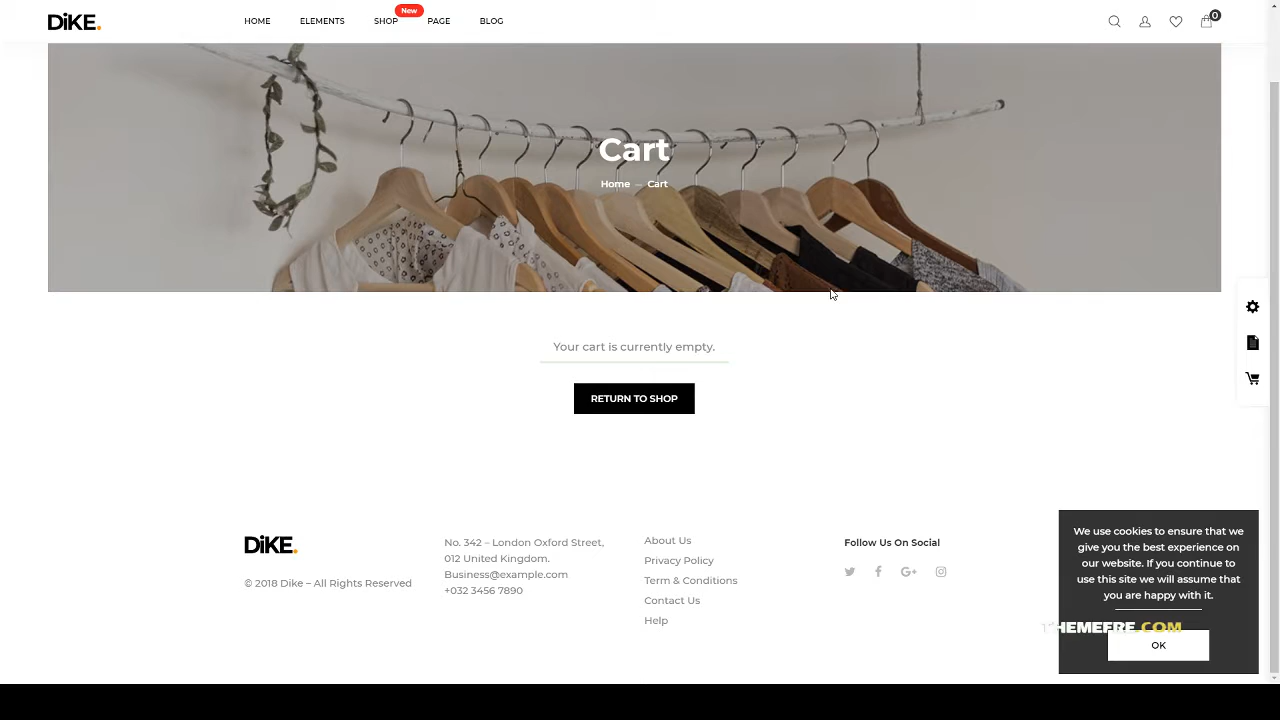 DiKE.
HOME
ELEMENTS
SHOP
New
PAGE
BLOG
0
Cart
Home — Cart
Your cart is currently empty.
RETURN TO SHOP
DiKE.
© 2018 Dike – All Rights Reserved
No. 342 – London Oxford Street,
012 United Kingdom.
Business@example.com
+032 3456 7890
About Us
Privacy Policy
Term & Conditions
Contact Us
Help
Follow Us On Social
We use cookies to ensure that we
give you the best experience on
our website. If you continue to
use this site we will assume that
you are happy with it.
THEMEFRE.COM
OK